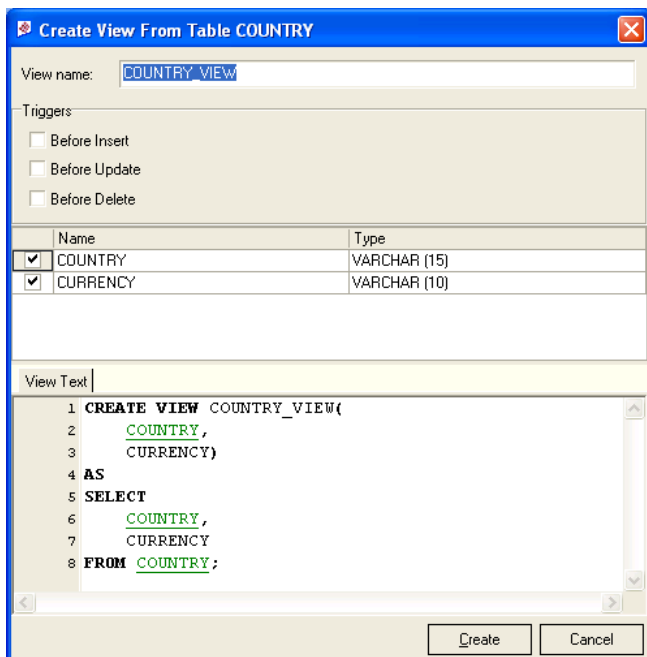 Create View From Table COUNTRY
View name: COUNTRY_VIEW
Triggers
Before Insert
Before Update
Before Delete
Name Type
COUNTRY VARCHAR (15)
CURRENCY VARCHAR (10)
View Text
1 CREATE VIEW COUNTRY_VIEW(
2 COUNTRY,
3 CURRENCY)
4 AS
5 SELECT
6 COUNTRY,
7 CURRENCY
8 FROM COUNTRY;
Create Cancel